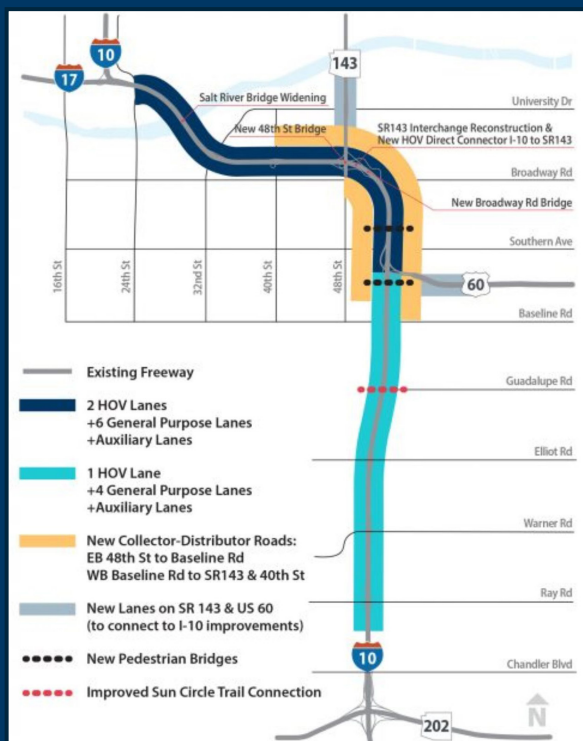 10
17
143
Salt River Bridge Widening
University Dr
New 48th St Bridge
SR143 Interchange Reconstruction &
New HOV Direct Connector I-10 to SR143
Broadway Rd
New Broadway Rd Bridge
Southern Ave
16th St
24th St
32nd St
40th St
48th St
60
Baseline Rd
Existing Freeway
Guadalupe Rd
2 HOV Lanes
+6 General Purpose Lanes
+Auxiliary Lanes
Elliot Rd
1 HOV Lane
+4 General Purpose Lanes
+Auxiliary Lanes
Warner Rd
New Collector-Distributor Roads:
EB 48th St to Baseline Rd
WB Baseline Rd to SR143 & 40th St
Ray Rd
New Lanes on SR 143 & US 60
(to connect to I-10 improvements)
New Pedestrian Bridges
10
Chandler Blvd
Improved Sun Circle Trail Connection
202
N